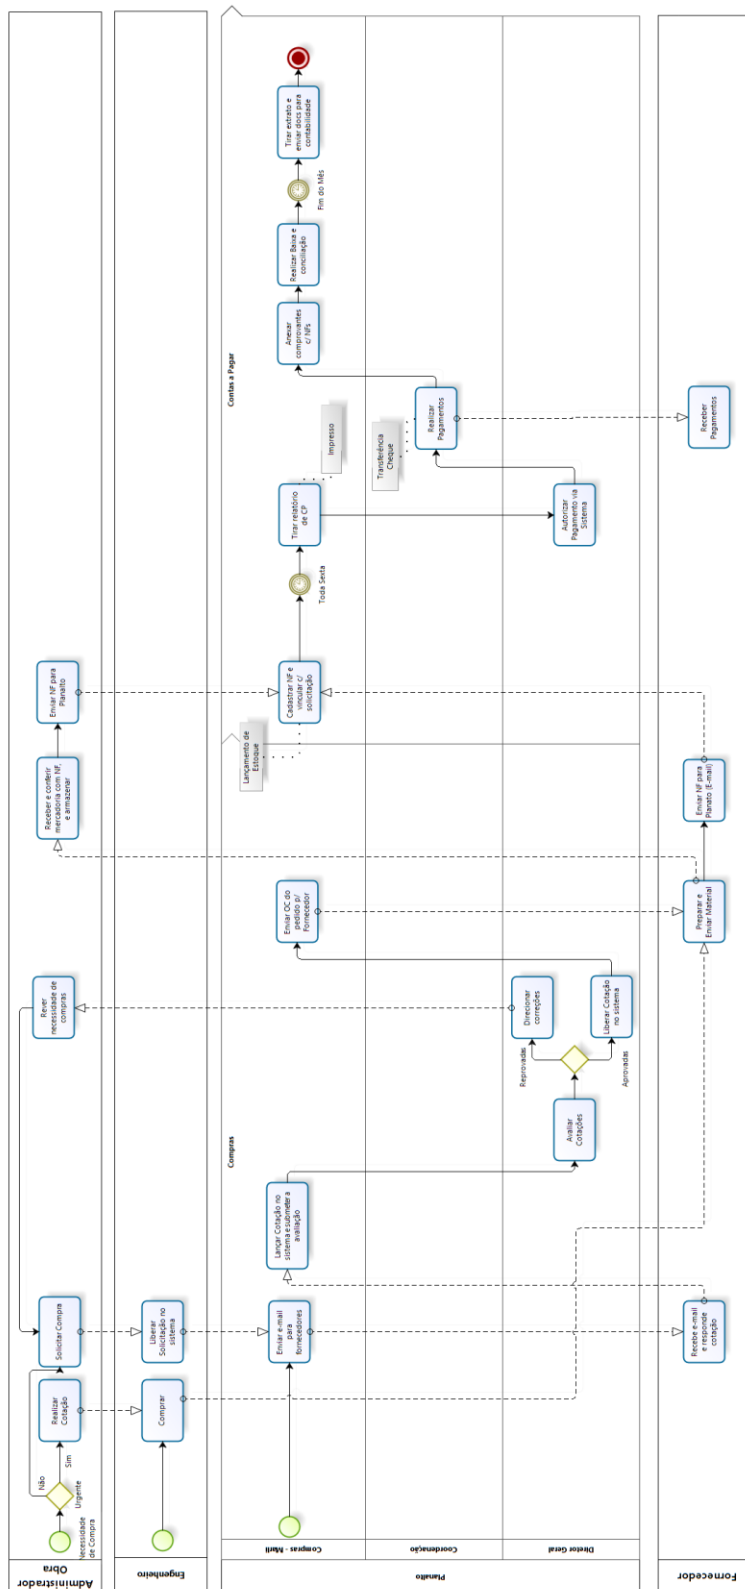 Administrador
Obra
Necessidade
de Compra
Urgente
Não
Sim
Realizar
Cotação
Solicitar Compra
Rever
necessidade de
compras
Receber e conferir
mercadoria com NF,
e armazenar
Enviar NF para
Planalto
Engenheiro
Comprar
Liberar
Solicitação no
sistema
Planalto
Compras - Marli
Coordenação
Diretor Geral
Compras
Enviar e-mail
para
fornecedores
Lançar Cotação no
sistema e submeter a
avaliação
Avaliar
Cotações
Reprovadas
Aprovadas
Direcionar
correções
Liberar Cotação
no sistema
Enviar OC do
pedido p/
Fornecedor
Contas a Pagar
Lançamento de
Estoque
Cadastrar NF e
vincular c/
solicitação
Toda Sexta
Tirar relatório
de CP
Impresso
Autorizar
Pagamento via
Sistema
Transferência
Cheque
Realizar
Pagamentos
Anexar
comprovantes
c/ NFs
Realizar Baixa e
conciliação
Fim do Mês
Tirar extrato e
enviar docs para
contabilidade
Fornecedor
Recebe e-mail
e responde
cotação
Preparar e
Enviar Material
Enviar NF para
Planato (E-mail)
Receber
Pagamentos